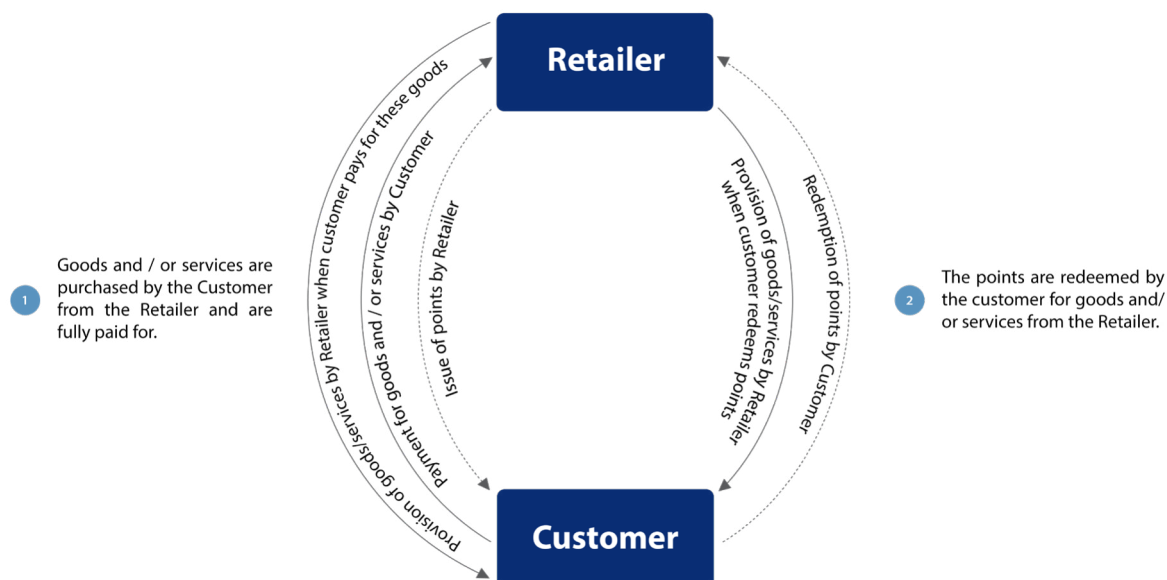 Retailer
Provision of goods/services by Retailer when customer pays for these goods
Payment for goods and / or services by Customer
Issue of points by Retailer
Provision of goods/services by Retailer
when customer redeems points
Redemption of points by Customer
1
Goods and / or services are
purchased by the Customer
from the Retailer and are
fully paid for.
2
The points are redeemed by
the customer for goods and/
or services from the Retailer.
Customer